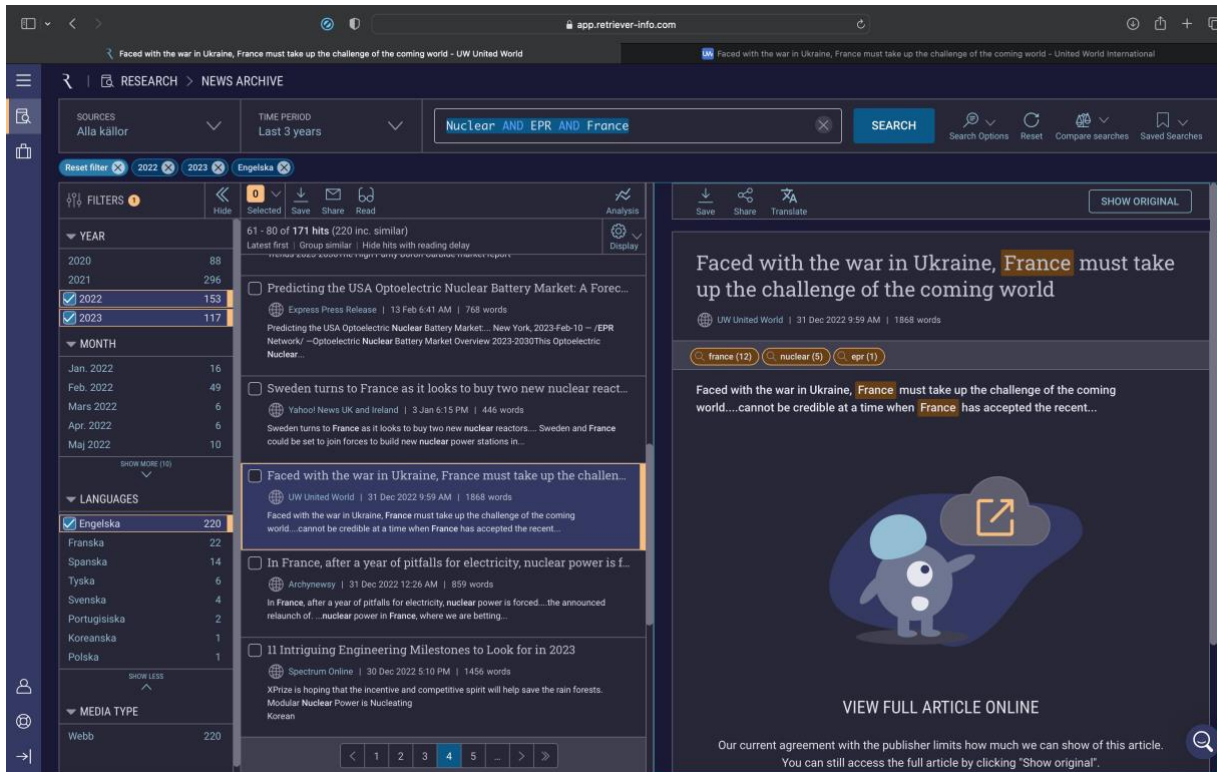 app.retriever-info.com
Faced with the war in Ukraine, France must take up the challenge of the coming world - UW United World
UWI Faced with the war in Ukraine, France must take up the challenge of the coming world – United World International
RESEARCH > NEWS ARCHIVE
SOURCES
Alla källor
TIME PERIOD
Last 3 years
Nuclear AND EPR AND France
SEARCH
Search Options
Reset
Compare searches
Saved Searches
Reset filter
2022
2023
Engelska
FILTERS 1
Hide
YEAR
2020 88
2021 296
2022 153
2023 117
MONTH
Jan. 2022 16
Feb. 2022 49
Mars 2022 6
Apr. 2022 6
Maj 2022 10
SHOW MORE (10)
LANGUAGES
Engelska 220
Franska 22
Spanska 14
Tyska 6
Svenska 4
Portugisiska 2
Koreanska 1
Polska 1
SHOW LESS
MEDIA TYPE
Webb 220
0
Selected
Save
Share
Read
Analysis
61 - 80 of 171 hits (220 inc. similar)
Latest first | Group similar | Hide hits with reading delay
Display
Predicting the USA Optoelectric Nuclear Battery Market: A Forec...
Express Press Release | 13 Feb 6:41 AM | 768 words
Predicting the USA Optoelectric Nuclear Battery Market:... New York, 2023-Feb-10 — /EPR
Network/ —Optoelectric Nuclear Battery Market Overview 2023-2030This Optoelectric
Nuclear...
Sweden turns to France as it looks to buy two new nuclear react...
Yahoo! News UK and Ireland | 3 Jan 6:15 PM | 446 words
Sweden turns to France as it looks to buy two new nuclear reactors.... Sweden and France
could be set to join forces to build new nuclear power stations in...
Faced with the war in Ukraine, France must take up the challen...
UW United World | 31 Dec 2022 9:59 AM | 1868 words
Faced with the war in Ukraine, France must take up the challenge of the coming
world....cannot be credible at a time when France has accepted the recent...
In France, after a year of pitfalls for electricity, nuclear power is f...
Archynewsy | 31 Dec 2022 12:26 AM | 859 words
In France, after a year of pitfalls for electricity, nuclear power is forced....the announced
relaunch of. ...nuclear power in France, where we are betting...
11 Intriguing Engineering Milestones to Look for in 2023
Spectrum Online | 30 Dec 2022 5:10 PM | 1456 words
XPrize is hoping that the incentive and competitive spirit will help save the rain forests.
Modular Nuclear Power is Nucleating
Korean
< 1 2 3 4 5 ... > »
Save
Share
Translate
SHOW ORIGINAL
Faced with the war in Ukraine, France must take
up the challenge of the coming world
UW United World | 31 Dec 2022 9:59 AM | 1868 words
france (12)
nuclear (5)
epr (1)
Faced with the war in Ukraine, France must take up the challenge of the coming
world....cannot be credible at a time when France has accepted the recent...
VIEW FULL ARTICLE ONLINE
Our current agreement with the publisher limits how much we can show of this article.
You can still access the full article by clicking "Show original".